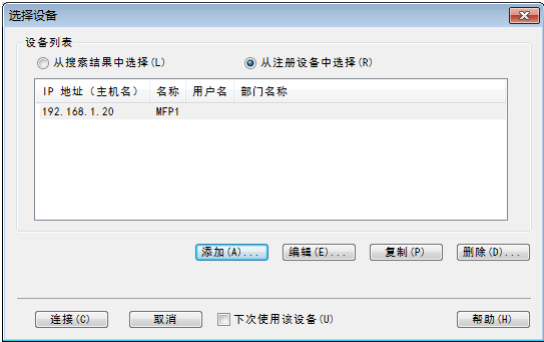 选择设备
设备列表
从搜索结果中选择(L) 从注册设备中选择(R)
IP 地址（主机名） 名称 用户名 部门名称
192.168.1.20 MFP1
添加(A)... 编辑(E)... 复制(P) 删除(D)...
连接(C) 取消 下次使用该设备(U) 帮助(H)